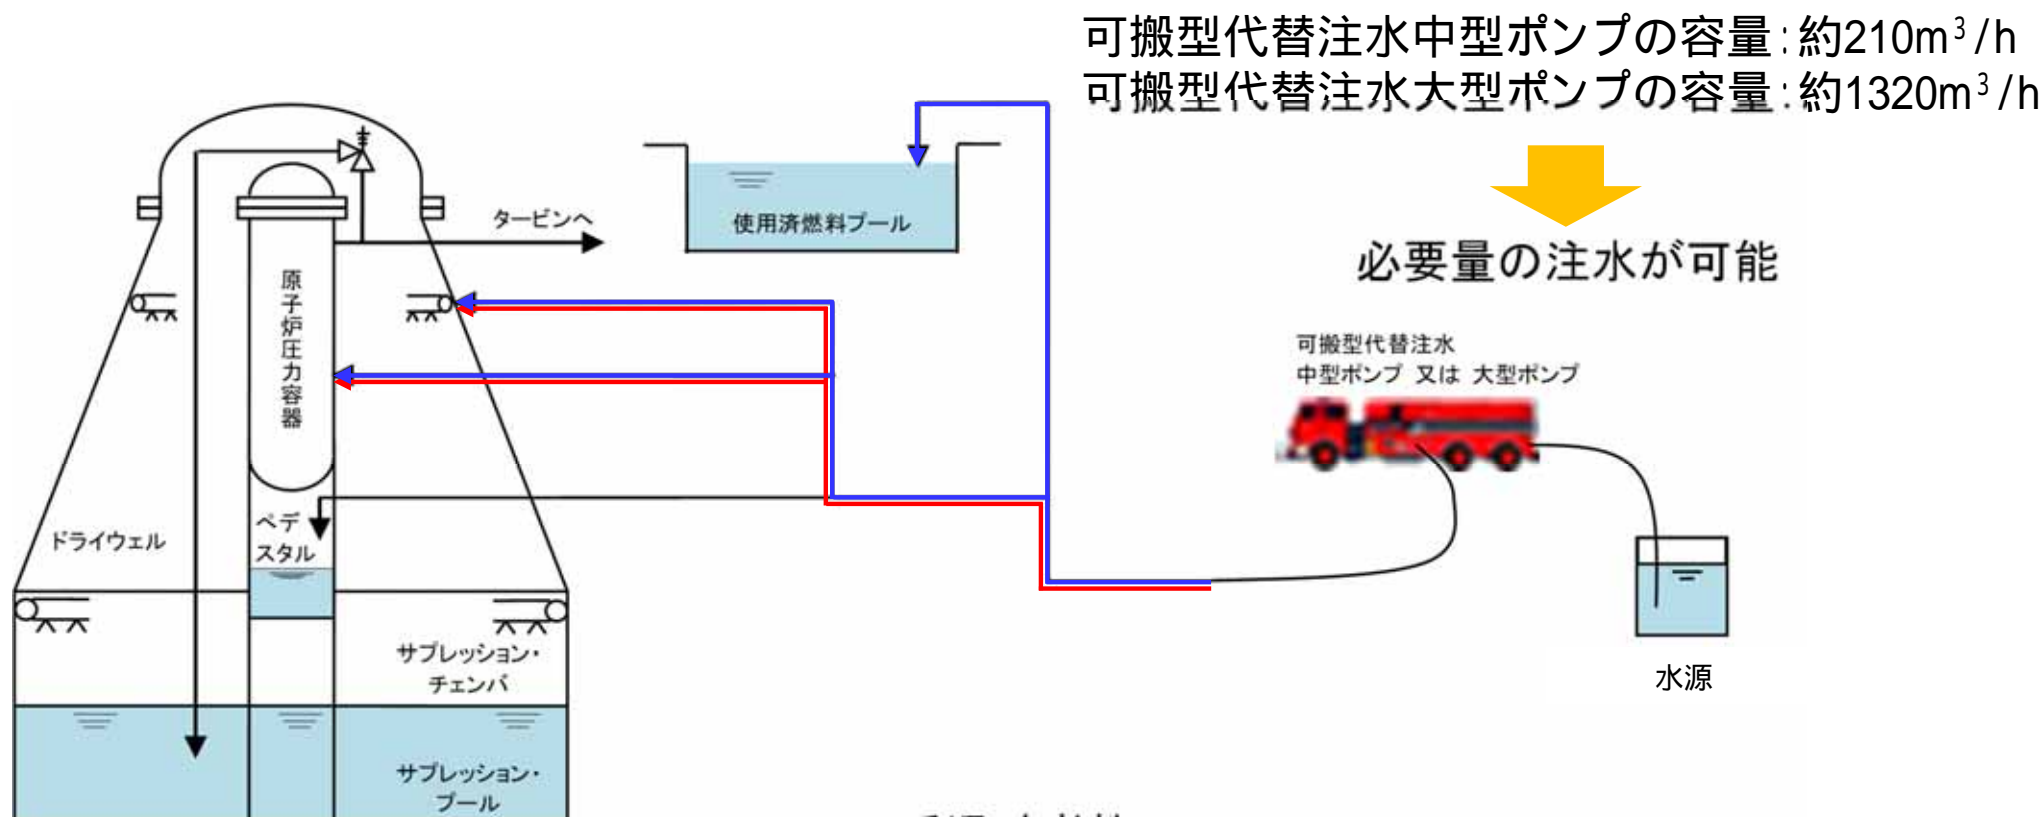 可搬型代替注水中型ポンプの容量:約210m³/h
可搬型代替注水大型ポンプの容量:約1320m³/h
必要量の注水が可能
タービンへ
使用済燃料プール
原子炉圧力容器
可搬型代替注水
中型ポンプ 又は 大型ポンプ
ドライウェル
ペデ
スタル
サプレッション・
チェンバ
水源
サプレッション・
プール